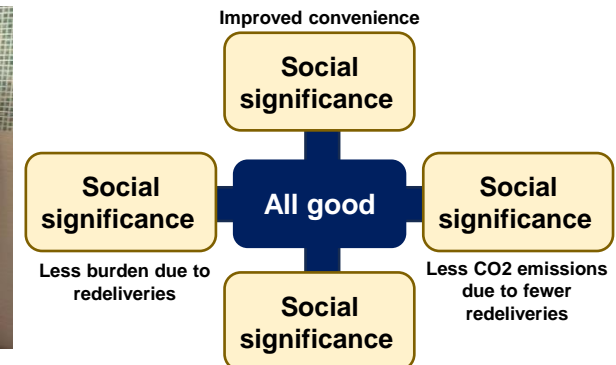 Improved convenience
Social
significance
Social
significance
All good
Social
significance
Less burden due to
redeliveries
Less CO2 emissions
due to fewer
redeliveries
Social
significance